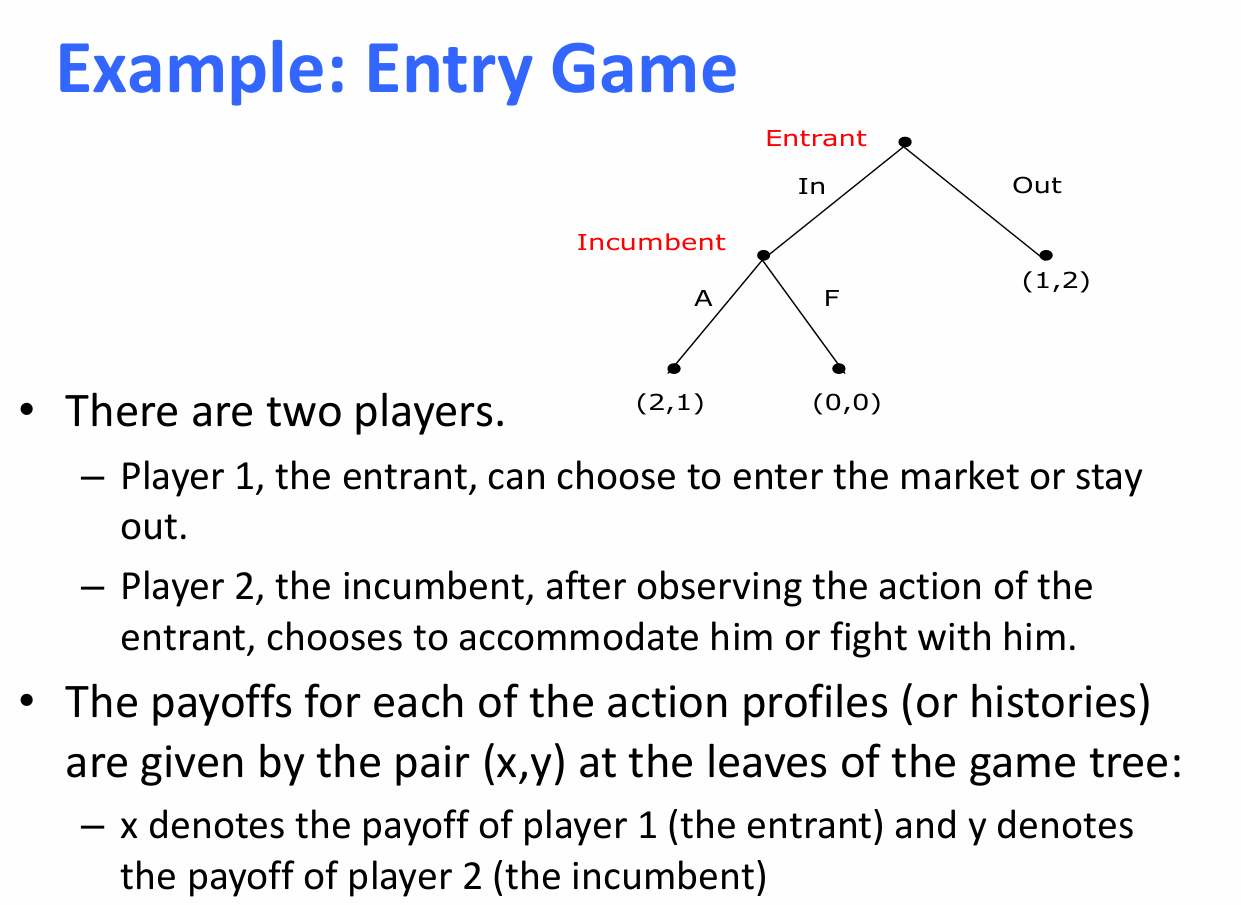 Example: Entry Game
Entrant
In
Out
Incumbent
(1,2)
A
F
(2,1)
(0,0)
• There are two players.
– Player 1, the entrant, can choose to enter the market or stay
out.
– Player 2, the incumbent, after observing the action of the
entrant, chooses to accommodate him or fight with him.
• The payoffs for each of the action profiles (or histories)
are given by the pair (x,y) at the leaves of the game tree:
– x denotes the payoff of player 1 (the entrant) and y denotes
the payoff of player 2 (the incumbent)